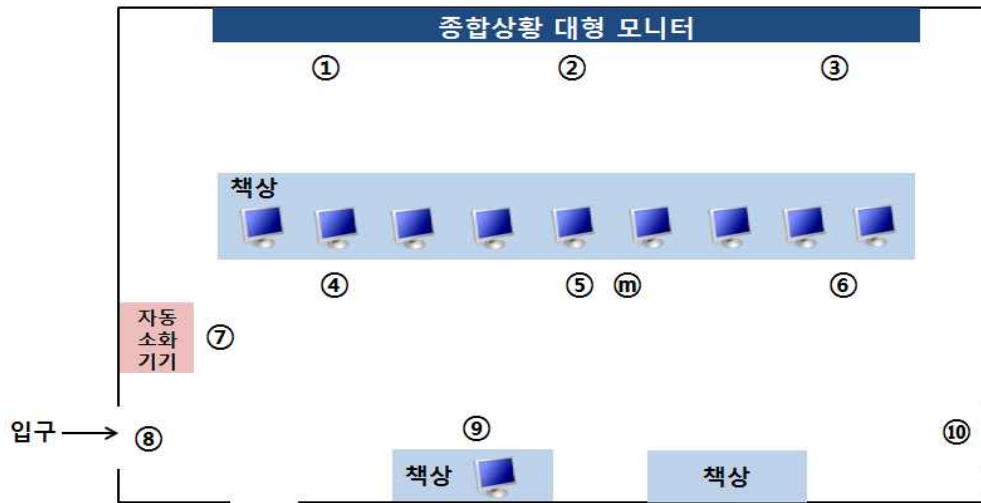 종합상황 대형 모니터
① ② ③
책상
④ ⑤ ⓜ ⑥
자동
소화
기기
⑦
입구
⑧ ⑨ ⑩
책상 책상